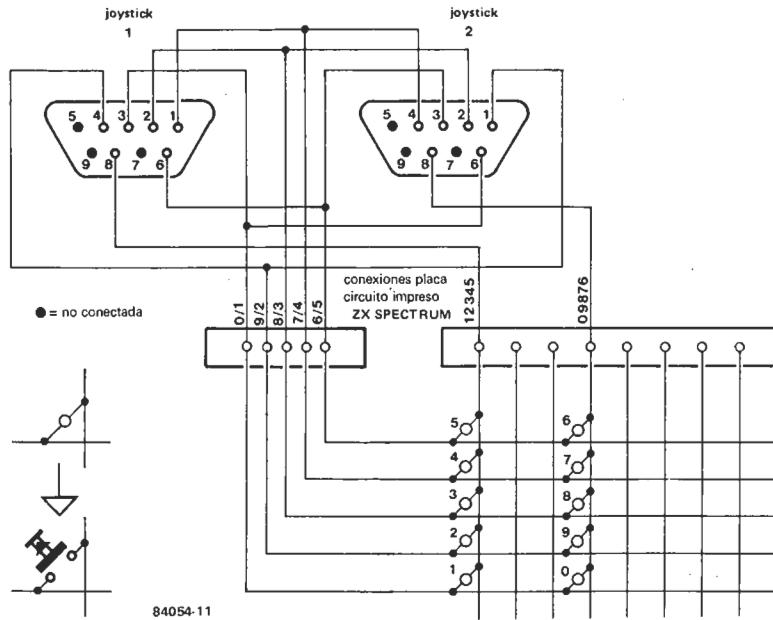 joystick
1
joystick
2
5 4 3 2 1
9 8 7 6
5 4 3 2 1
9 8 7 6
● = no conectada
conexiones placa
circuito impreso
ZX SPECTRUM
0/1
9/2
8/3
7/4
6/5
12345
09876
5 6
4 7
3 8
2 9
1 0
84054-11